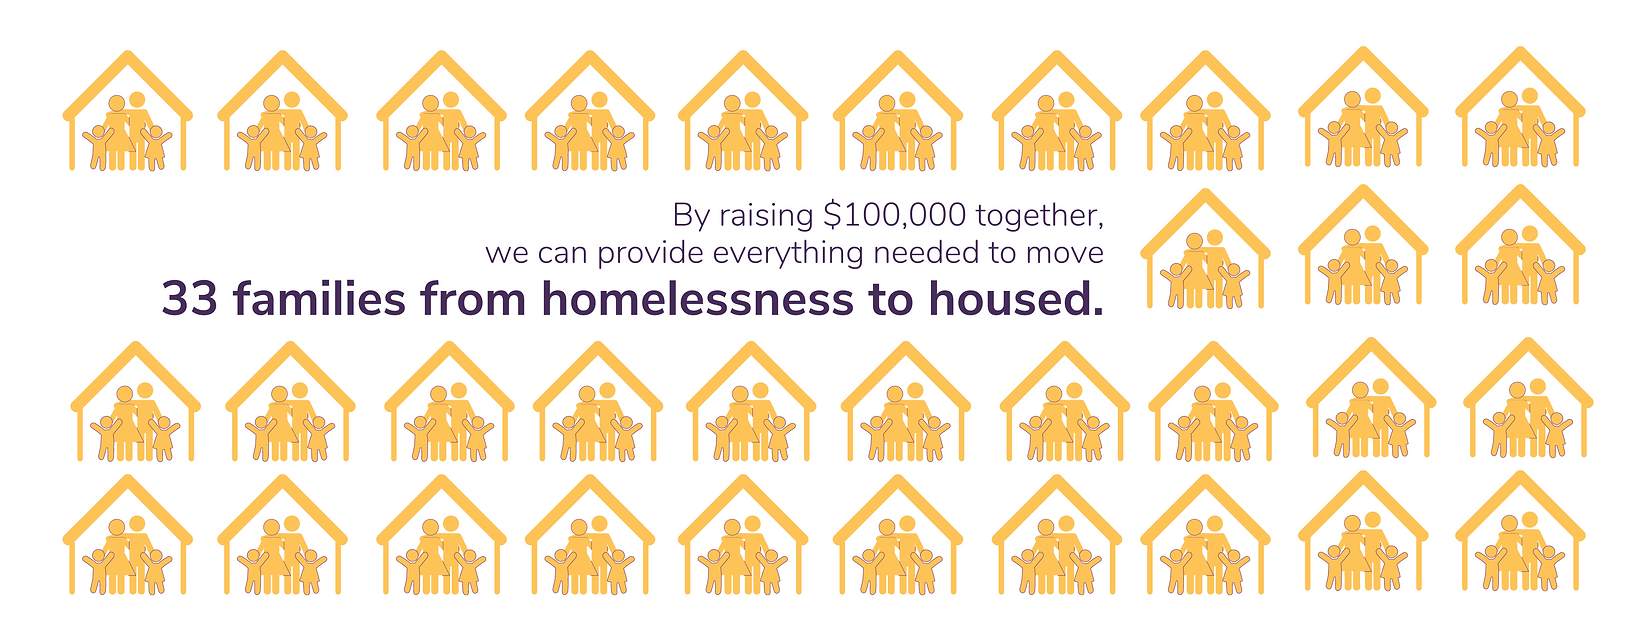 By raising $100,000 together,
we can provide everything needed to move
33 families from homelessness to housed.